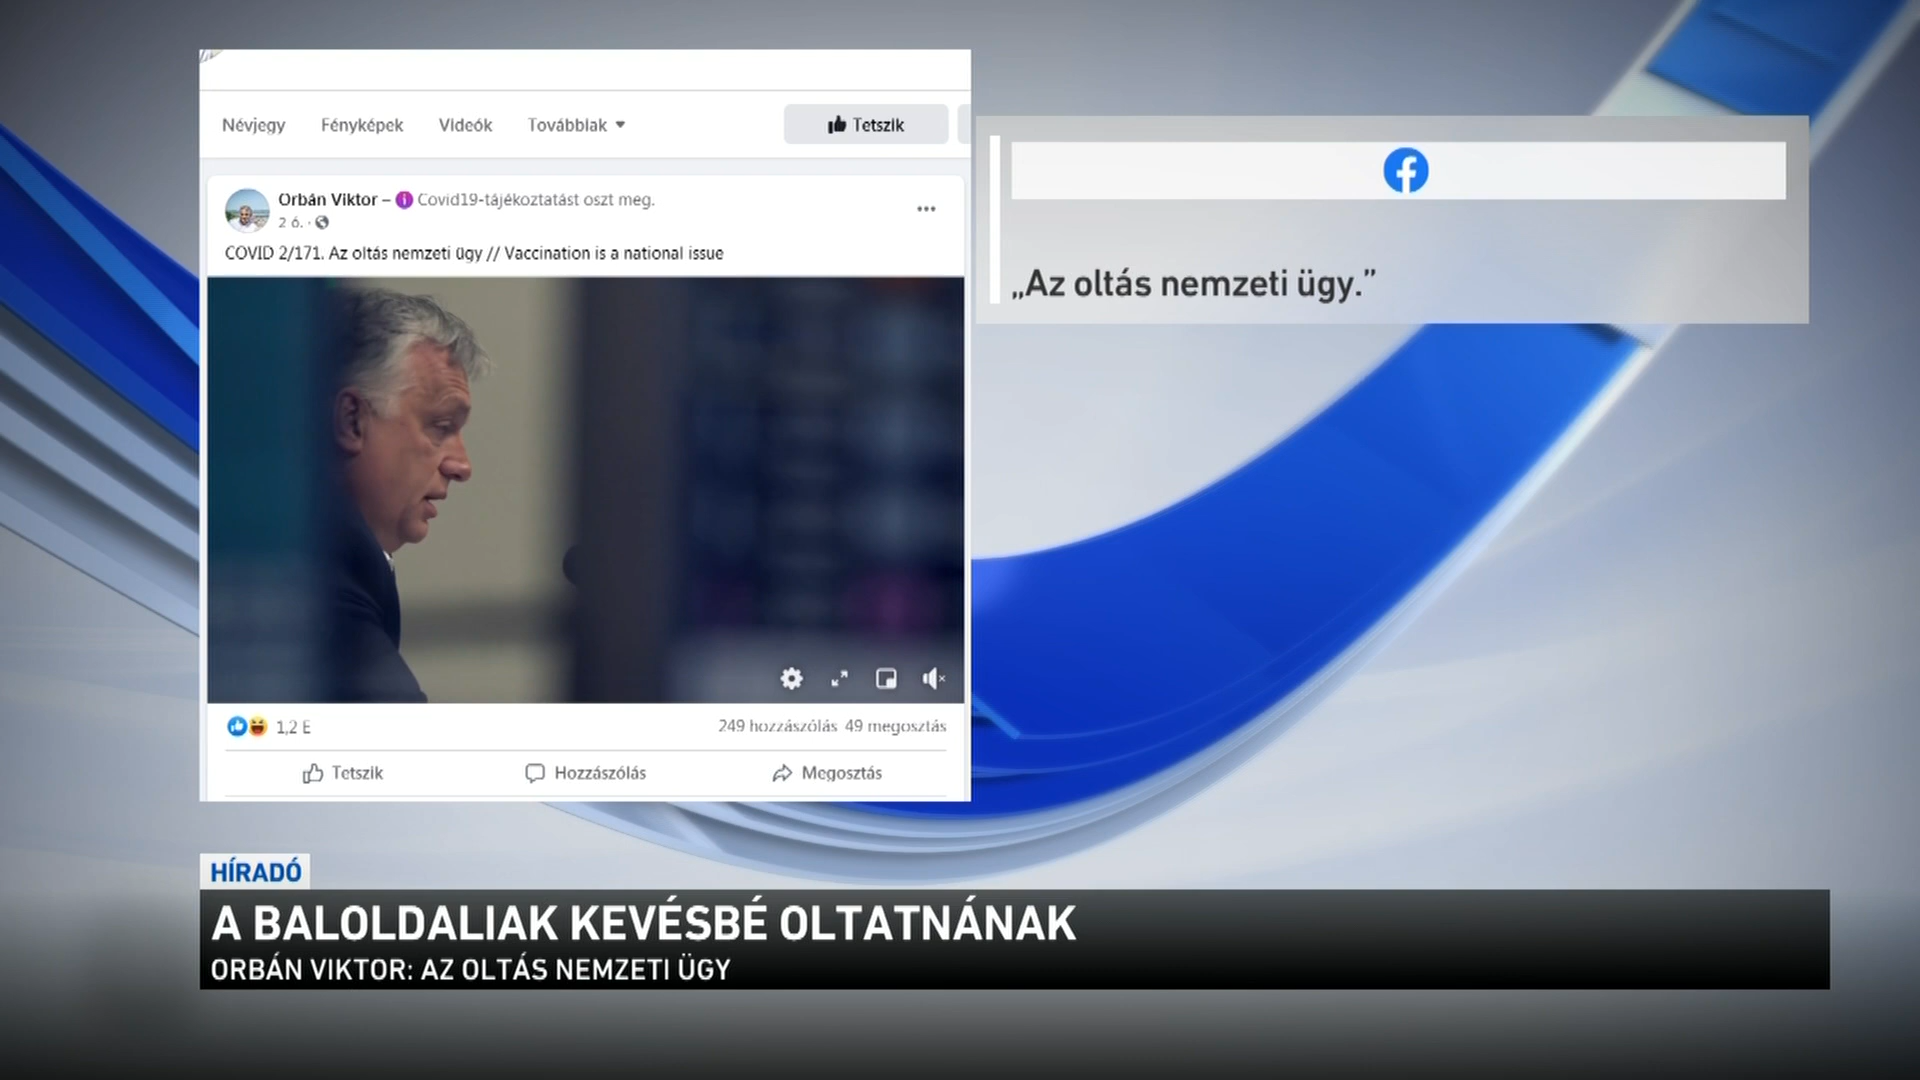 Névjegy Fényképek Videók Továbbiak Tetszik
Orbán Viktor – Covid19-tájékoztatást oszt meg.
2 ó.
COVID 2/171. Az oltás nemzeti ügy // Vaccination is a national issue
1,2 E 249 hozzászólás 49 megosztás
Tetszik Hozzászólás Megosztás
„Az oltás nemzeti ügy.”
HÍRADÓ
A BALOLDALIAK KEVÉSBÉ OLTATNÁNAK
ORBÁN VIKTOR: AZ OLTÁS NEMZETI ÜGY